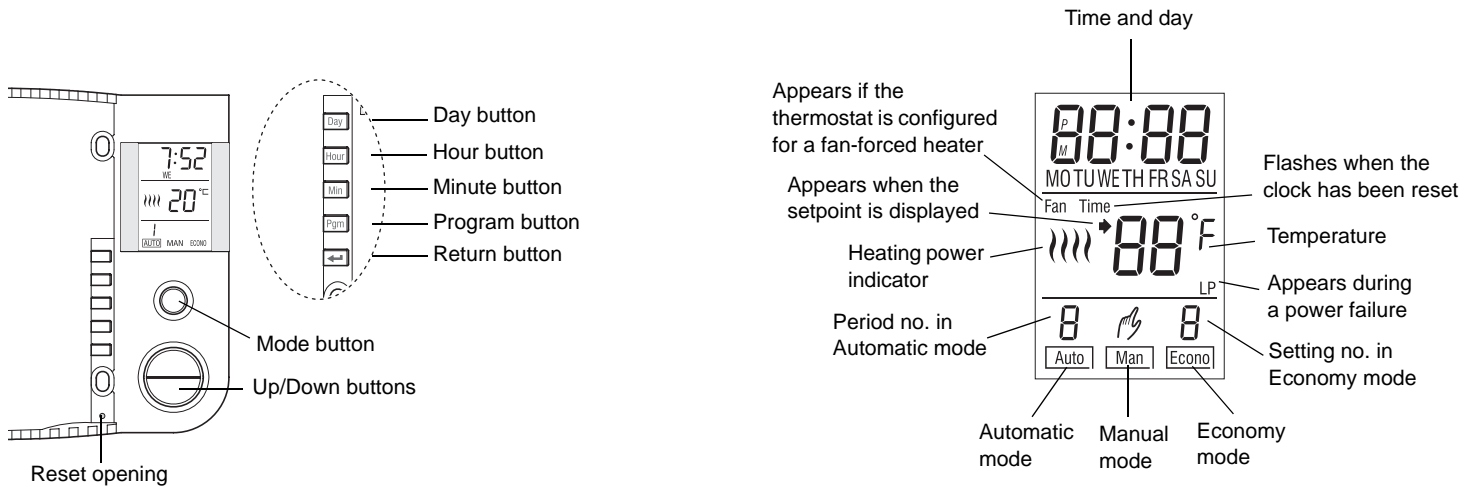 7:52
WE
20°C
1
AUTO MAN ECONO
Day
Hour
Min
Pgm
Day button
Hour button
Minute button
Program button
Return button
Mode button
Up/Down buttons
Reset opening
Time and day
Appears if the
thermostat is configured
for a fan-forced heater
Appears when the
setpoint is displayed
Heating power
indicator
Period no. in
Automatic mode
P
M
88:88
MO TU WE TH FR SA SU
Fan Time
88°F
LP
8 8
Auto Man Econo
Flashes when the
clock has been reset
Temperature
Appears during
a power failure
Setting no. in
Economy mode
Automatic
mode
Manual
mode
Economy
mode